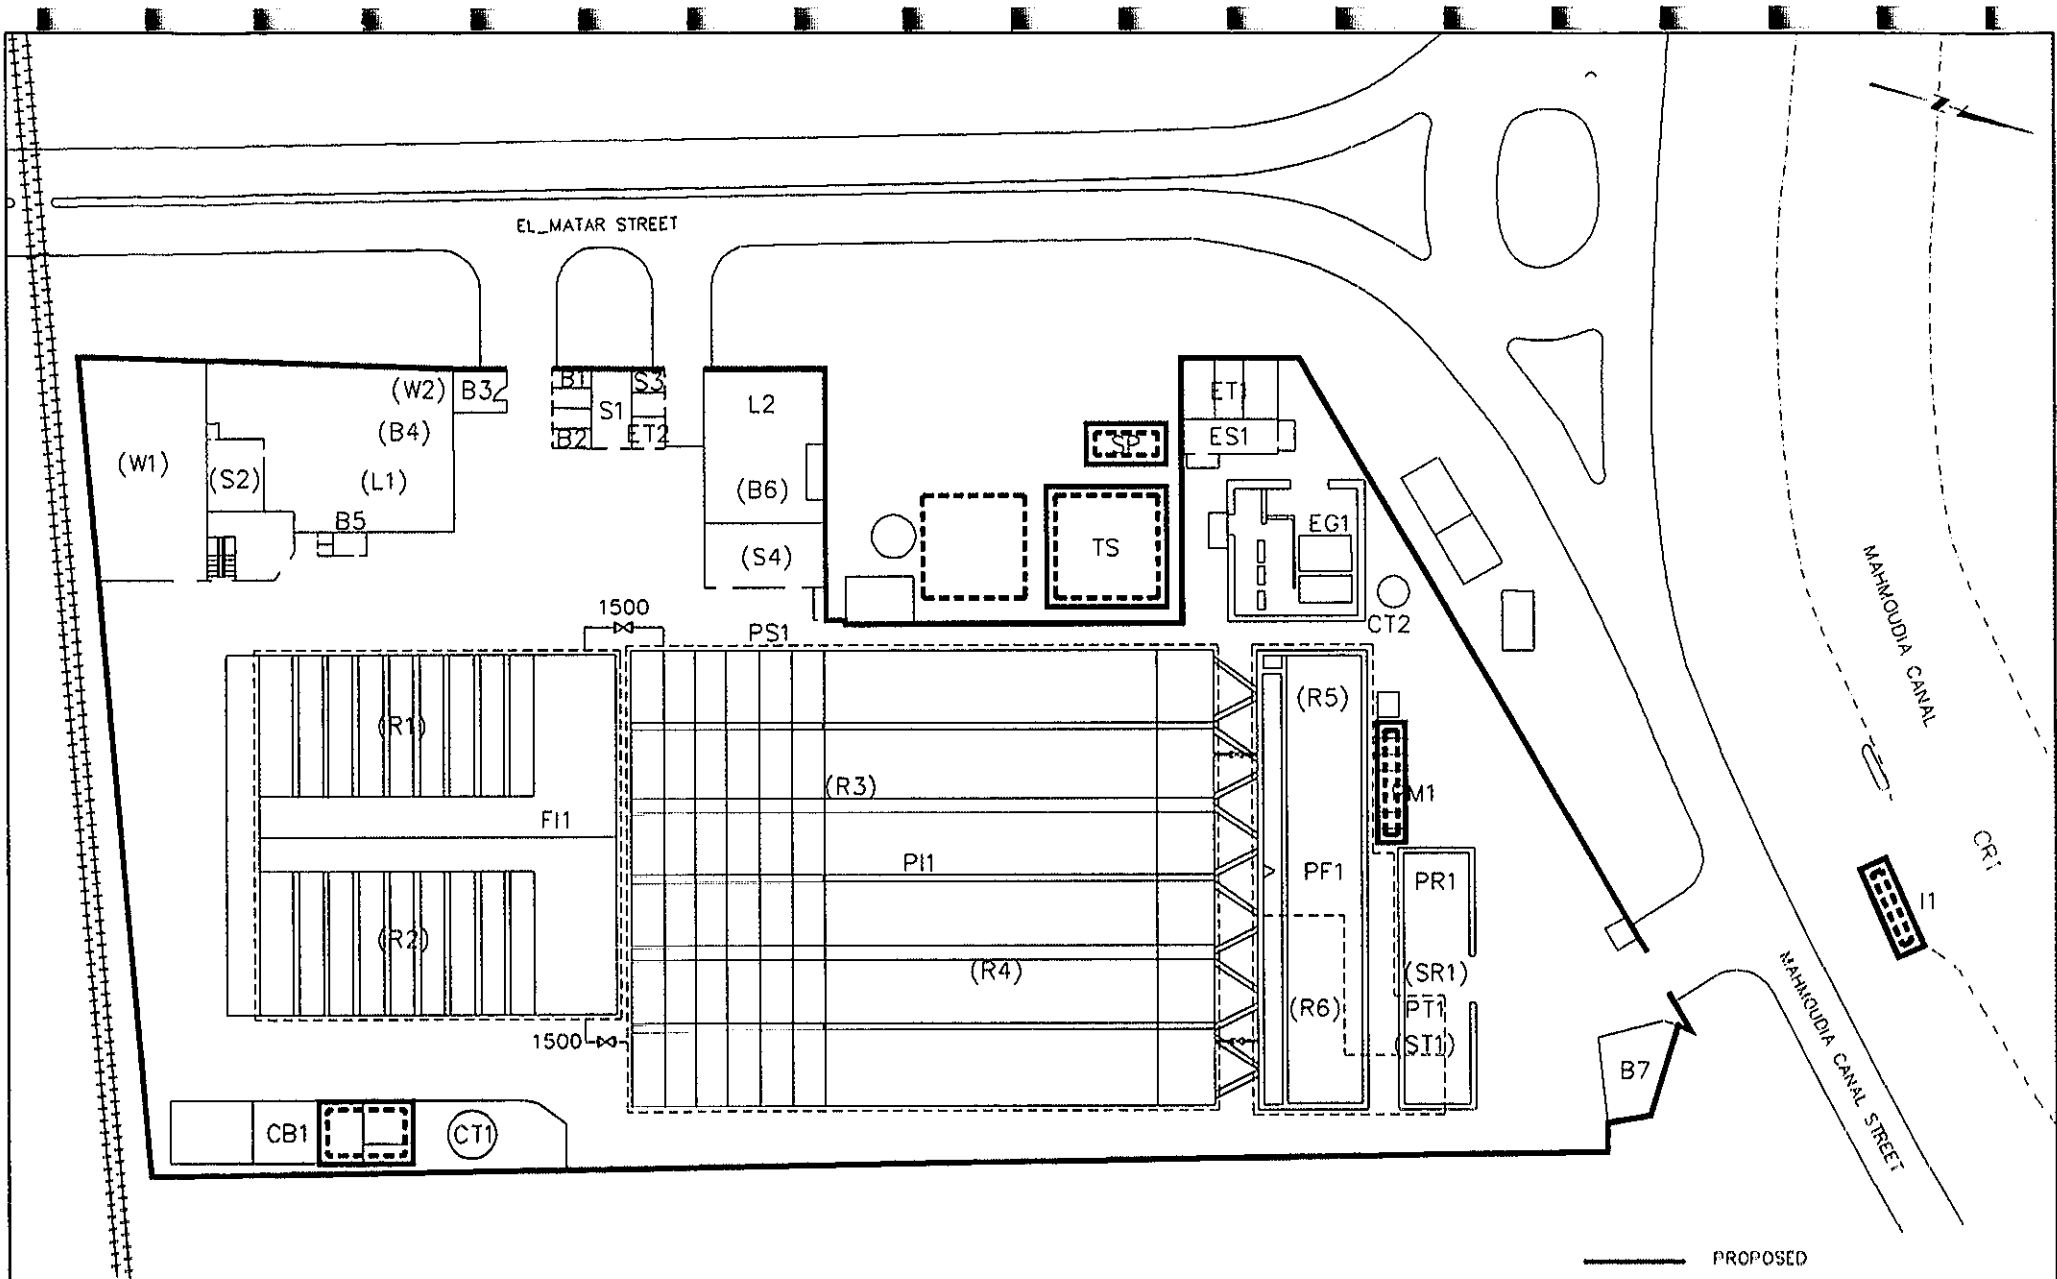 EL_MATAR STREET
(W2)
B3
B1
S3
S1
B2
ET2
L2
ET1
ES1
SP
(B4)
(W1)
(S2)
(L1)
(B6)
B5
EG1
TS
(S4)
1500
CT2
PS1
MAHMOUDIA CANAL
(R1)
(R5)
(R3)
M1
FI1
PI1
PF1
PR1
CR1
I1
(R2)
(R4)
(SR1)
(R6)
PT1
(ST1)
1500
B7
MAHMOUDIA CANAL STREET
CB1
CT1
PROPOSED